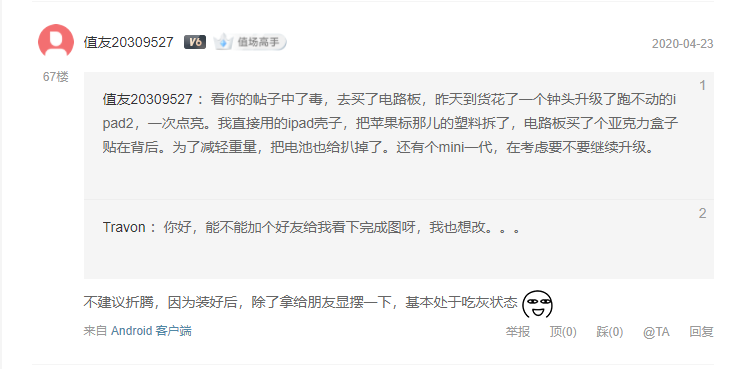 值友20309527 V6 值场高手
2020-04-23
67楼
值友20309527： 看你的帖子中了毒，去买了电路板，昨天到货花了一个钟头升级了跑不动的i
pad2，一次点亮。我直接用的ipad壳子，把苹果标那儿的塑料拆了，电路板买了个亚克力盒子
贴在背后。为了减轻重量，把电池也给扒掉了。还有个mini一代，在考虑要不要继续升级。
1
Travon： 你好，能不能加个好友给我看下完成图呀，我也想改。。。
2
不建议折腾，因为装好后，除了拿给朋友显摆一下，基本处于吃灰状态
来自 Android 客户端
举报 顶(0) 踩(0) @TA 回复